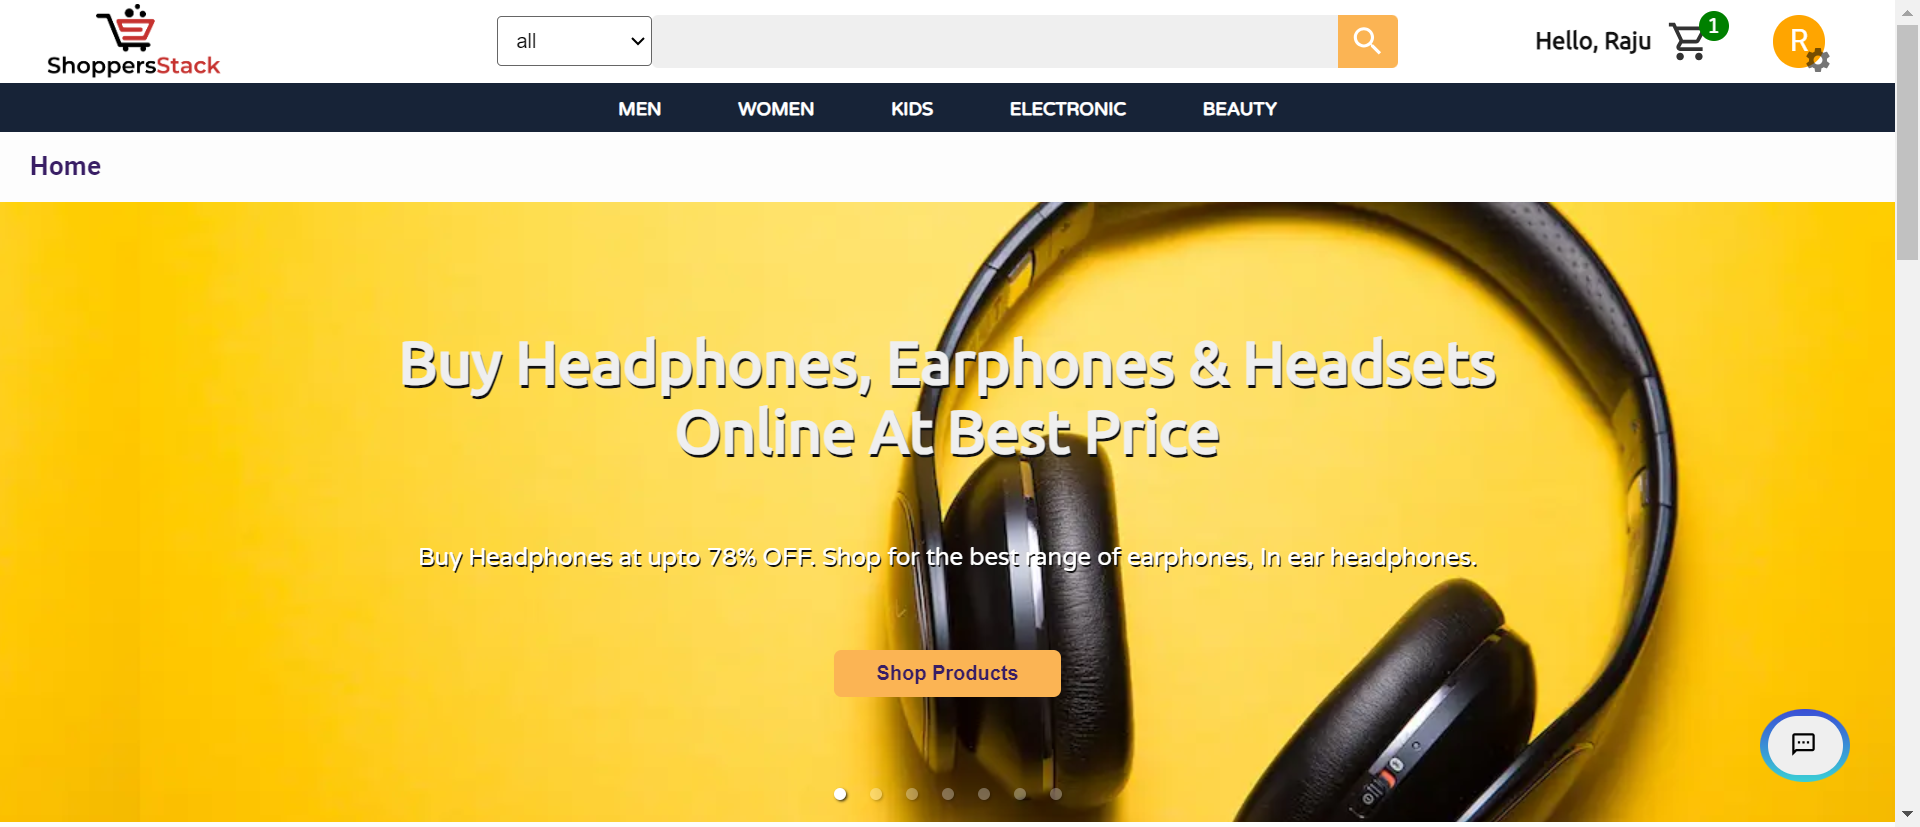 ShoppersStack
all
Hello, Raju
1
R
MEN WOMEN KIDS ELECTRONIC BEAUTY
Home
Buy Headphones, Earphones & Headsets
Online At Best Price
Buy Headphones at upto 78% OFF. Shop for the best range of earphones, In ear headphones.
Shop Products